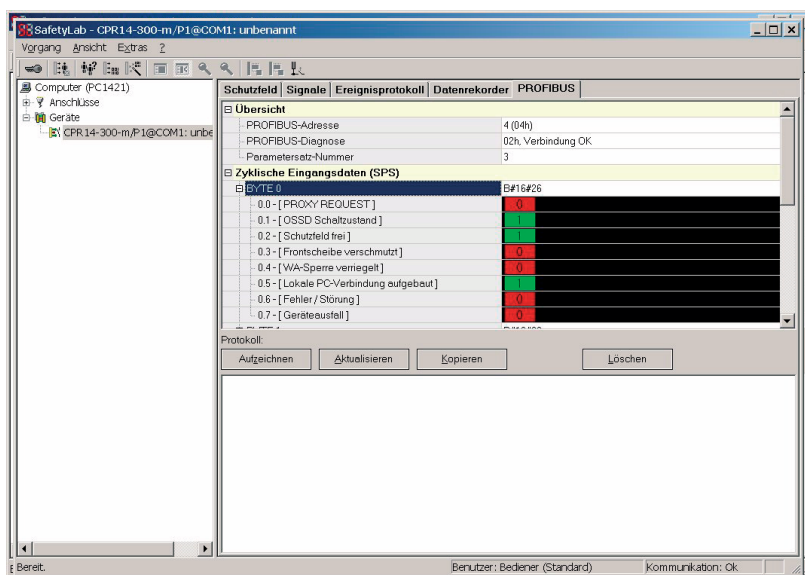 SafetyLab - CPR14-300-m/P1@COM1: unbenannt
Vorgang Ansicht Extras ?
Computer (PC1421)
Anschlüsse
Geräte
CPR14-300-m/P1@COM1: unbe
Schutzfeld Signale Ereignisprotokoll Datenrekorder PROFIBUS
Übersicht
PROFIBUS-Adresse 4 (04h)
PROFIBUS-Diagnose 02h, Verbindung OK
Parametersatz-Nummer 3
Zyklische Eingangsdaten (SPS)
BYTE 0 B#16#26
0.0 - [ PROXY REQUEST ] 0
0.1 - [ OSSD Schaltzustand ] 1
0.2 - [ Schutzfeld frei ] 1
0.3 - [ Frontscheibe verschmutzt ] 0
0.4 - [ WA-Sperre verriegelt ] 0
0.5 - [ Lokale PC-Verbindung aufgebaut ] 1
0.6 - [ Fehler / Störung ] 0
0.7 - [ Geräteausfall ] 0
Protokoll:
Aufzeichnen Aktualisieren Kopieren Löschen
Bereit. Benutzer: Bediener (Standard) Kommunikation: Ok